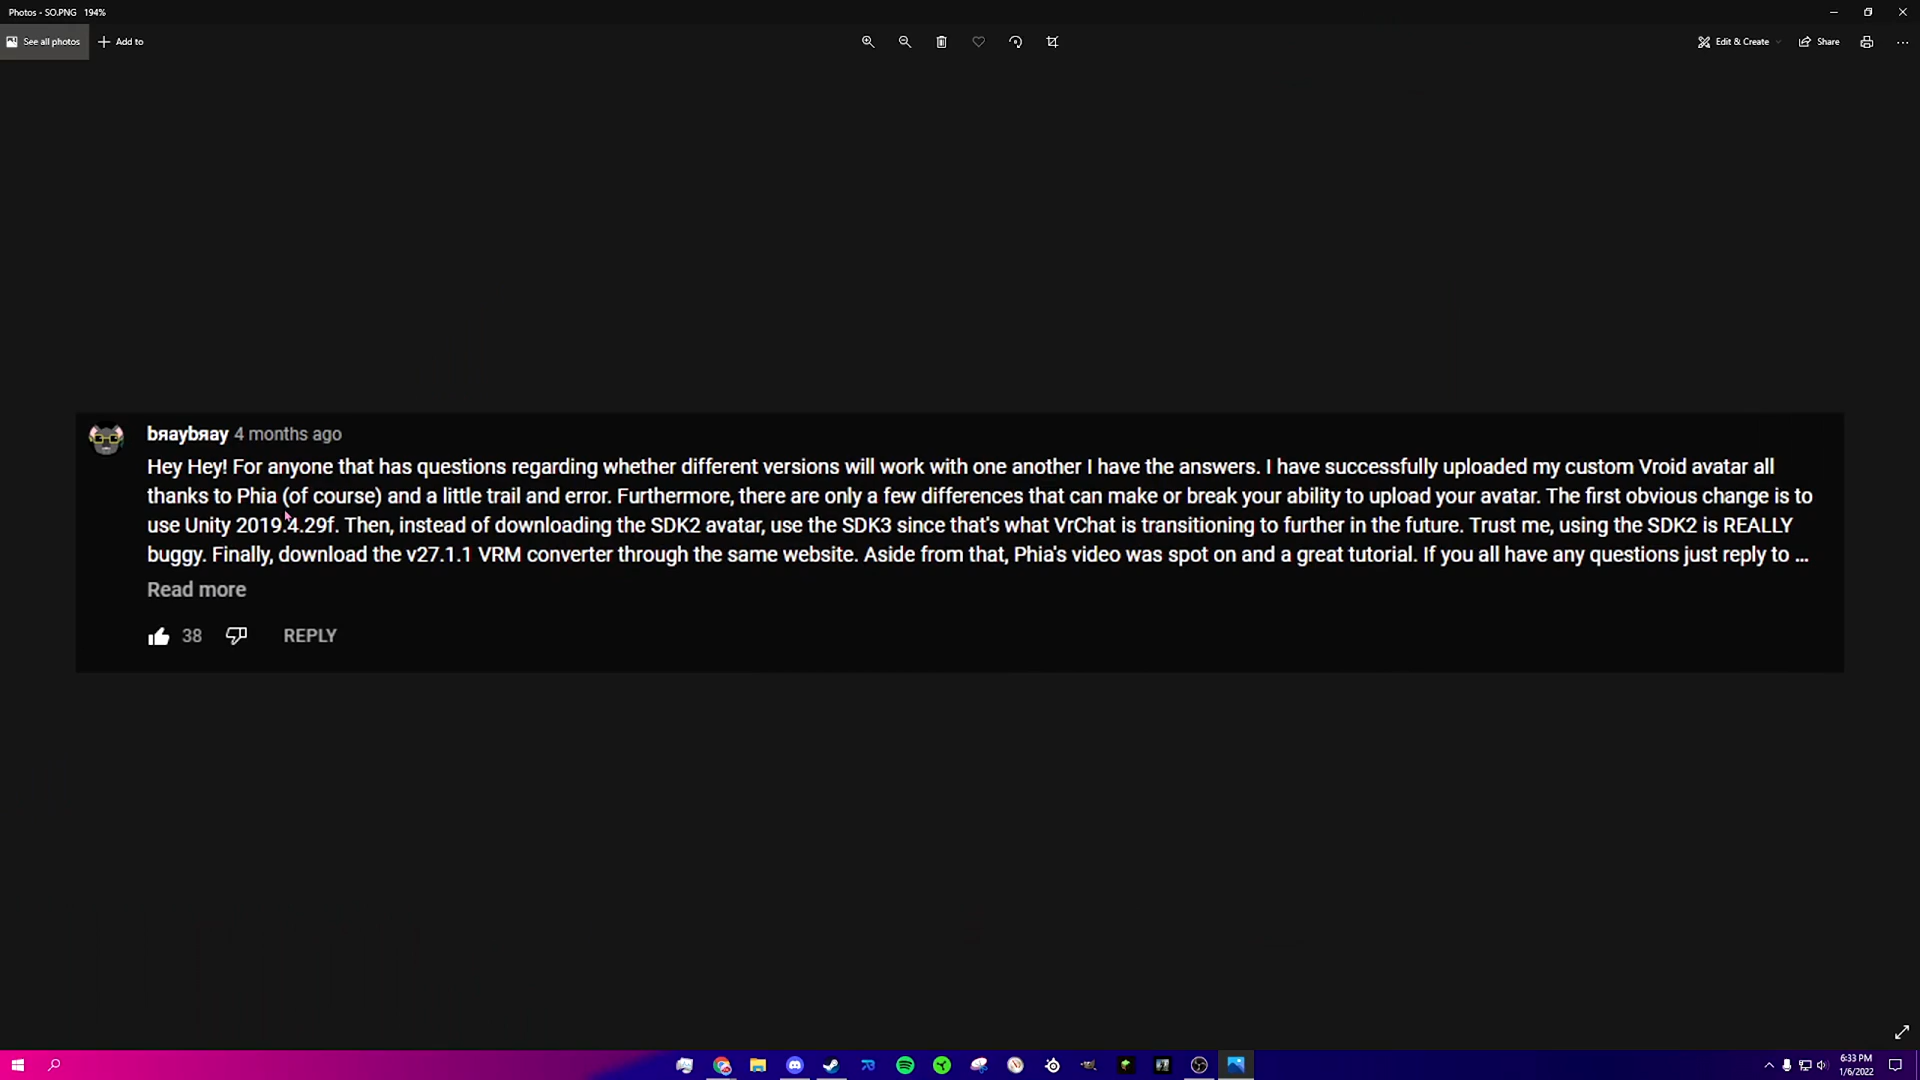 Photos - SO.PNG 194%
See all photos
Add to
Edit & Create
Share
bяaybяay 4 months ago
Hey Hey! For anyone that has questions regarding whether different versions will work with one another I have the answers. I have successfully uploaded my custom Vroid avatar all
thanks to Phia (of course) and a little trail and error. Furthermore, there are only a few differences that can make or break your ability to upload your avatar. The first obvious change is to
use Unity 2019.4.29f. Then, instead of downloading the SDK2 avatar, use the SDK3 since that's what VrChat is transitioning to further in the future. Trust me, using the SDK2 is REALLY
buggy. Finally, download the v27.1.1 VRM converter through the same website. Aside from that, Phia's video was spot on and a great tutorial. If you all have any questions just reply to ...
Read more
38
REPLY
6:33 PM
1/6/2022